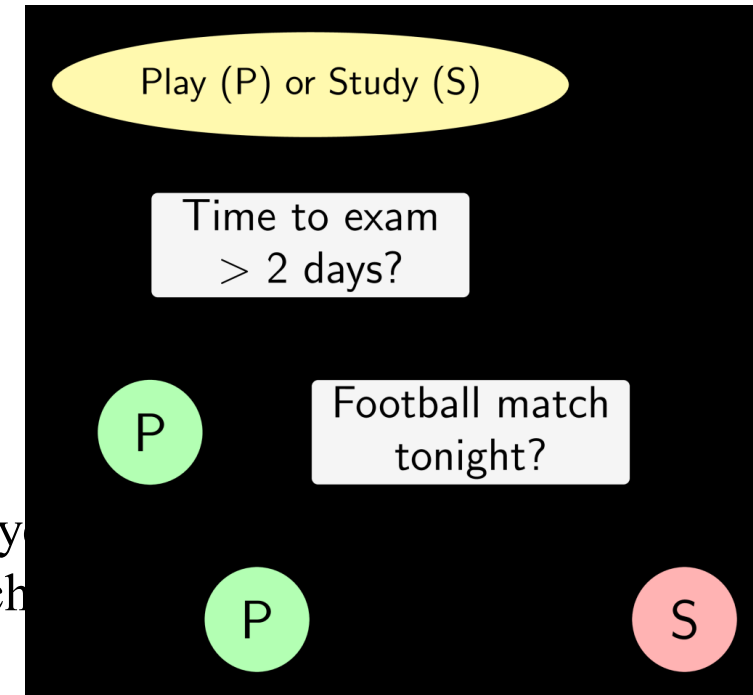 Play (P) or Study (S)
Time to exam
> 2 days?
P
Football match
tonight?
P
S